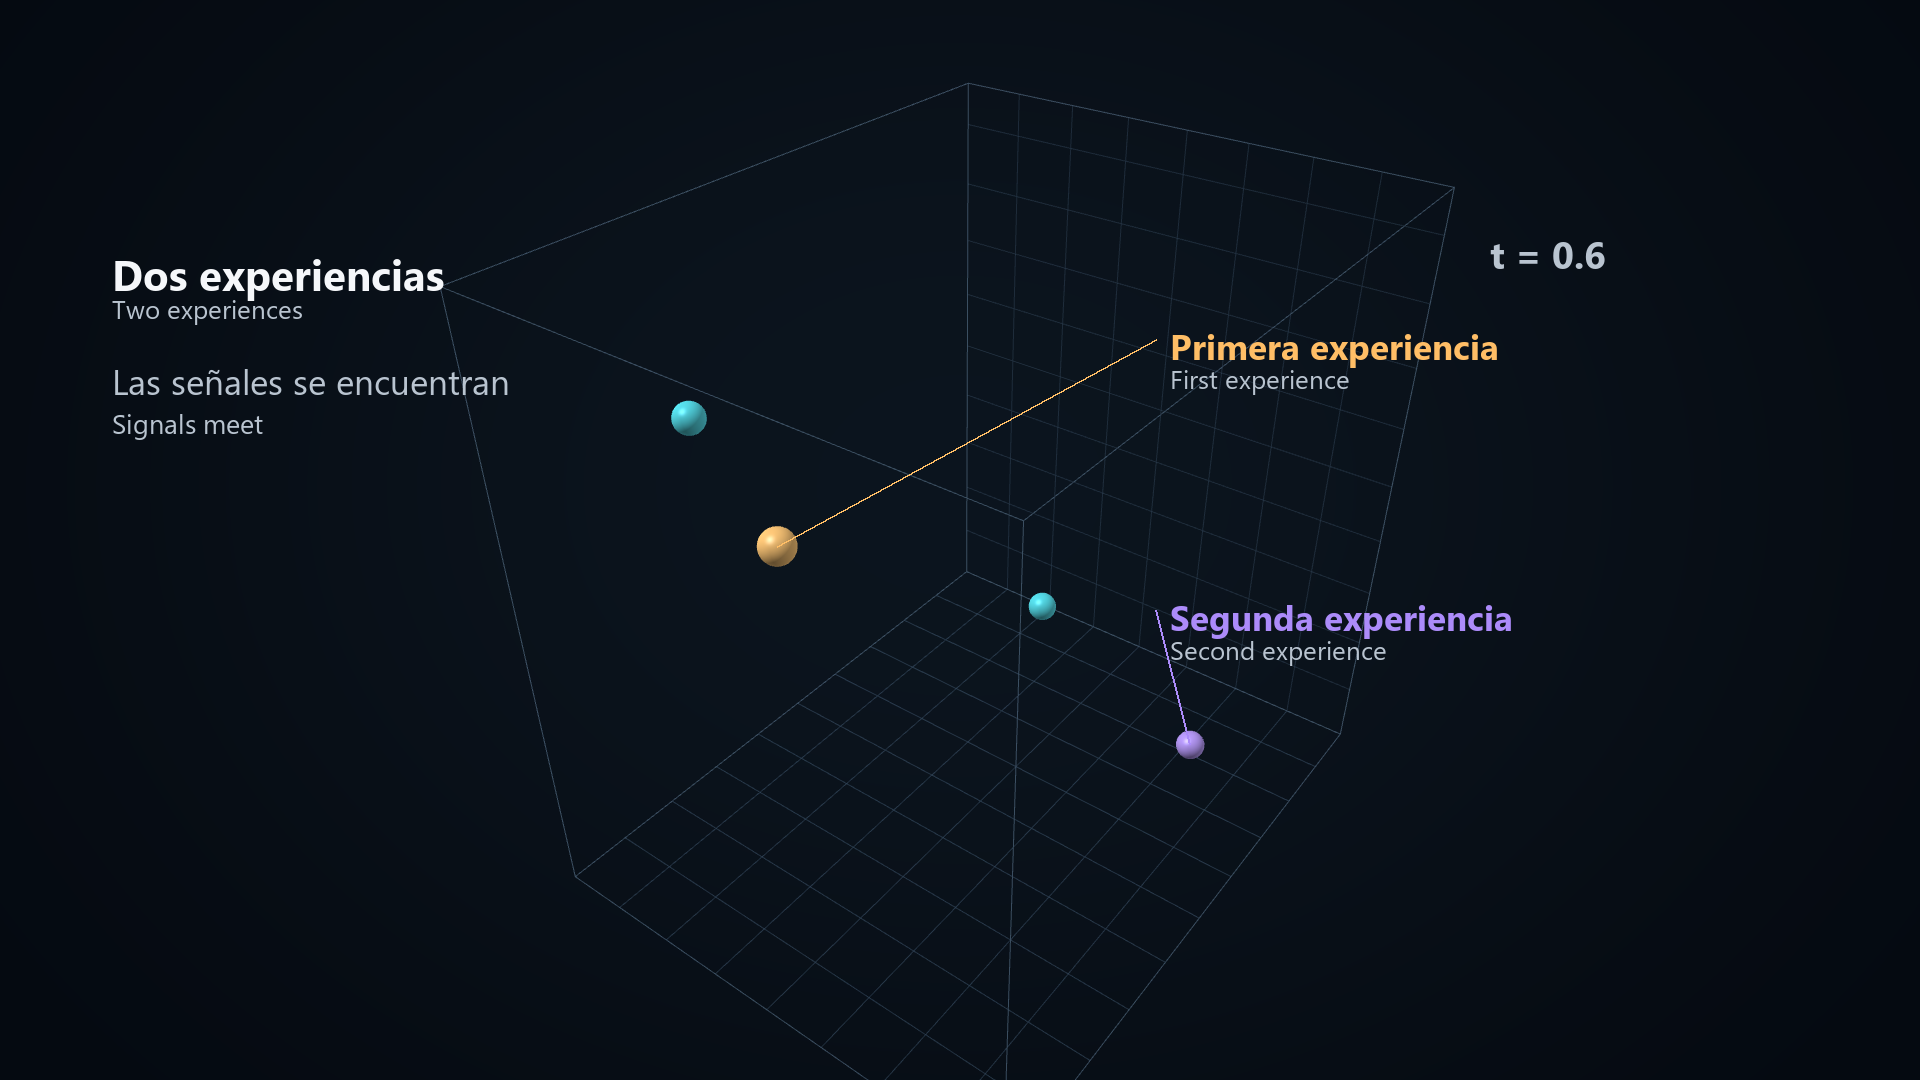 Dos experiencias
Two experiences
Las señales se encuentran
Signals meet
t = 0.6
Primera experiencia
First experience
Segunda experiencia
Second experience